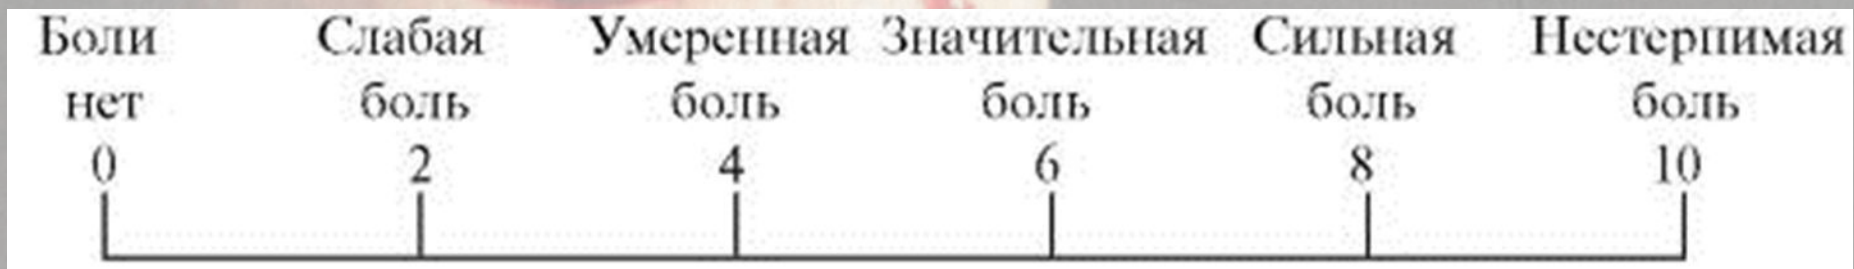 Боли Слабая Умеренная Значительная Сильная Нестерпимая
нет боль боль боль боль боль
0 2 4 6 8 10